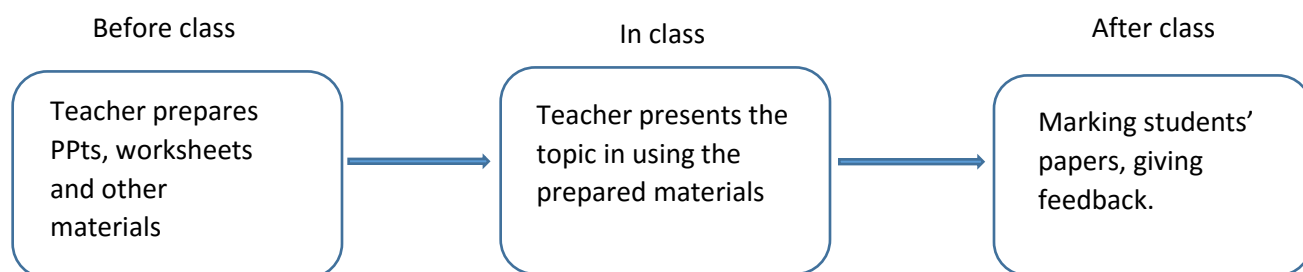 Before class
Teacher prepares
PPts, worksheets
and other
materials
In class
Teacher presents the
topic in using the
prepared materials
After class
Marking students’
papers, giving
feedback.